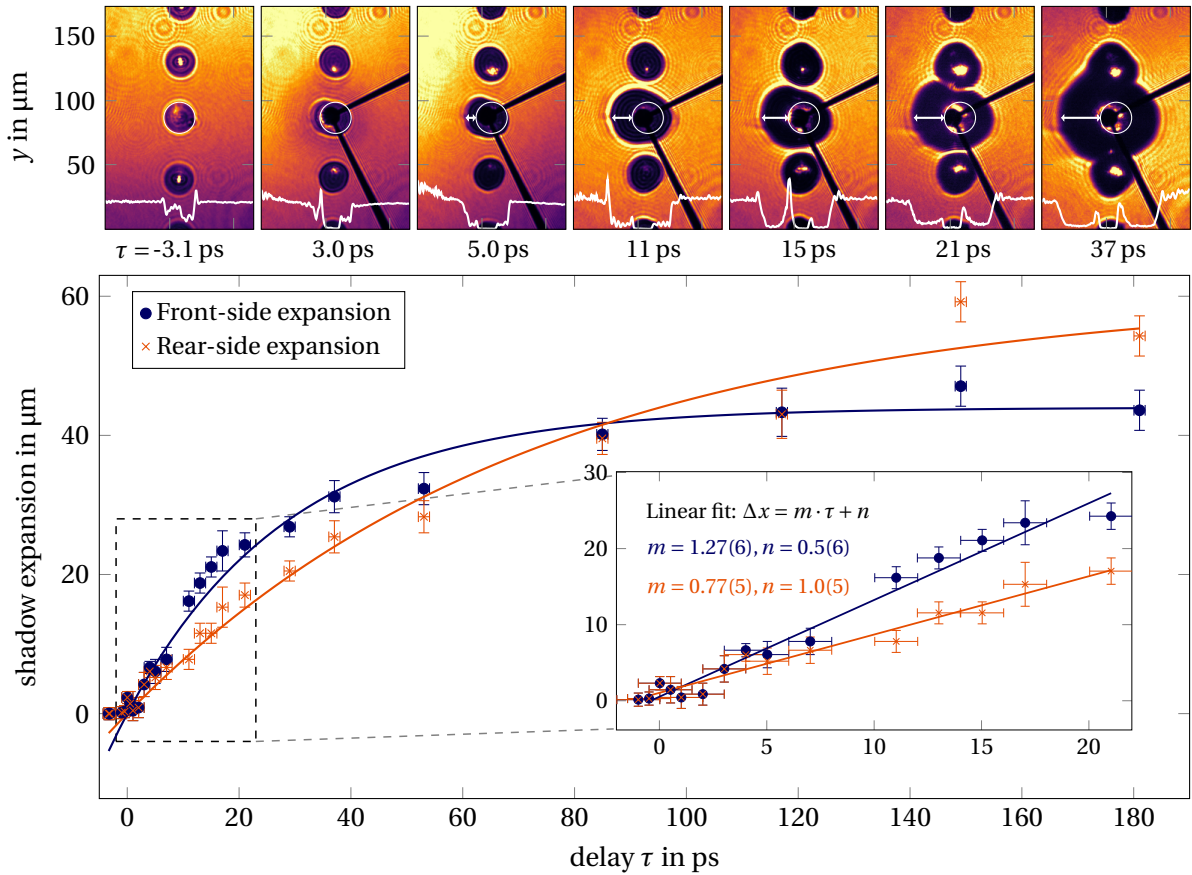 150
100
50
y in µm
τ = -3.1 ps
3.0 ps
5.0 ps
11 ps
15 ps
21 ps
37 ps
60
40
20
0
shadow expansion in µm
Front-side expansion
Rear-side expansion
30
20
10
0
Linear fit: Δx = m · τ + n
m = 1.27(6), n = 0.5(6)
m = 0.77(5), n = 1.0(5)
0 5 10 15 20
0 20 40 60 80 100 120 140 160 180
delay τ in ps